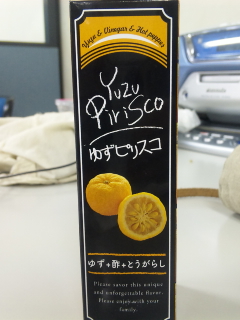 Yuzu & Vinegar & Hot pepper
Yuzu
PiriSco
ゆずピリスコ
ゆず+酢+とうがらし
Please savor this unique
and unforgettable flavor.
Please enjoy with your
family.